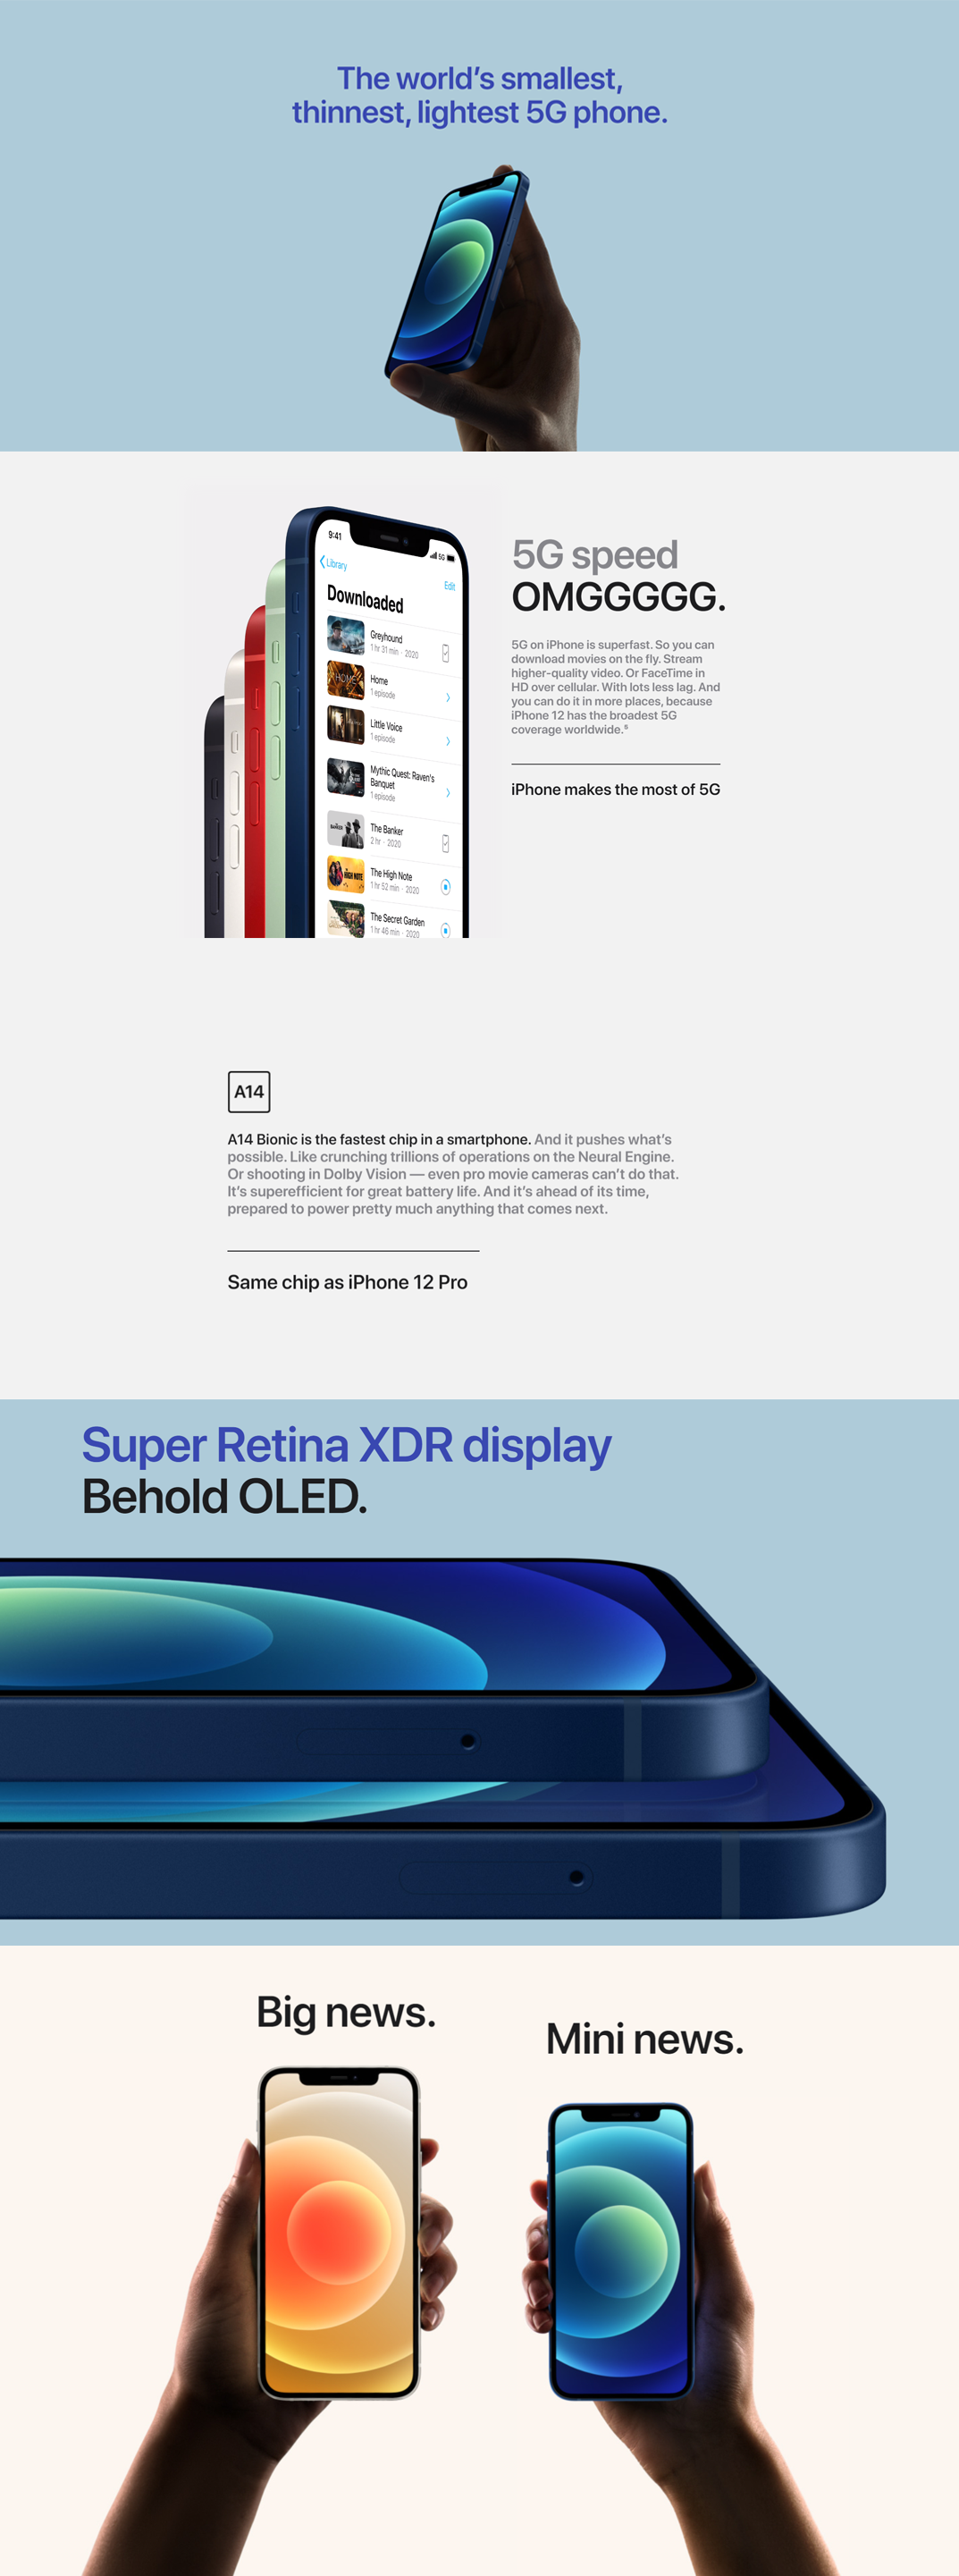 The world's smallest,
thinnest, lightest 5G phone.
9:41
5G
Library
Edit
Downloaded
Greyhound
1 hr 31 min · 2020
HOME
Home
1 episode
Little Voice
1 episode
Mythic Quest: Raven's
Banquet
1 episode
BANKER
The Banker
2 hr · 2020
HIGH NOTE
The High Note
1 hr 52 min · 2020
The Secret Garden
1 hr 46 min · 2020
5G speed
OMGGGGG.
5G on iPhone is superfast. So you can
download movies on the fly. Stream
higher-quality video. Or FaceTime in
HD over cellular. With lots less lag. And
you can do it in more places, because
iPhone 12 has the broadest 5G
coverage worldwide.⁵
iPhone makes the most of 5G
A14
A14 Bionic is the fastest chip in a smartphone. And it pushes what's
possible. Like crunching trillions of operations on the Neural Engine.
Or shooting in Dolby Vision — even pro movie cameras can't do that.
It's superefficient for great battery life. And it's ahead of its time,
prepared to power pretty much anything that comes next.
Same chip as iPhone 12 Pro
Super Retina XDR display
Behold OLED.
Big news.
Mini news.